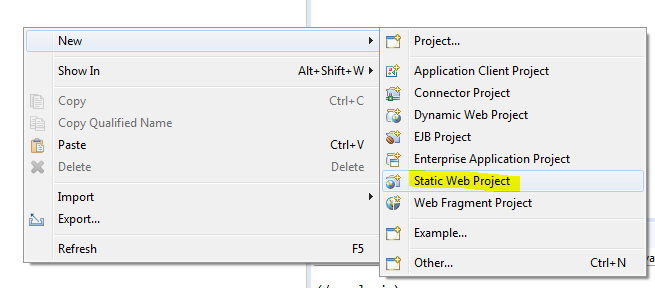 New
Show In Alt+Shift+W
Copy Ctrl+C
Copy Qualified Name
Paste Ctrl+V
Delete Delete
Import
Export...
Refresh F5
Project...
Application Client Project
Connector Project
Dynamic Web Project
EJB Project
Enterprise Application Project
Static Web Project
Web Fragment Project
Example...
Other... Ctrl+N